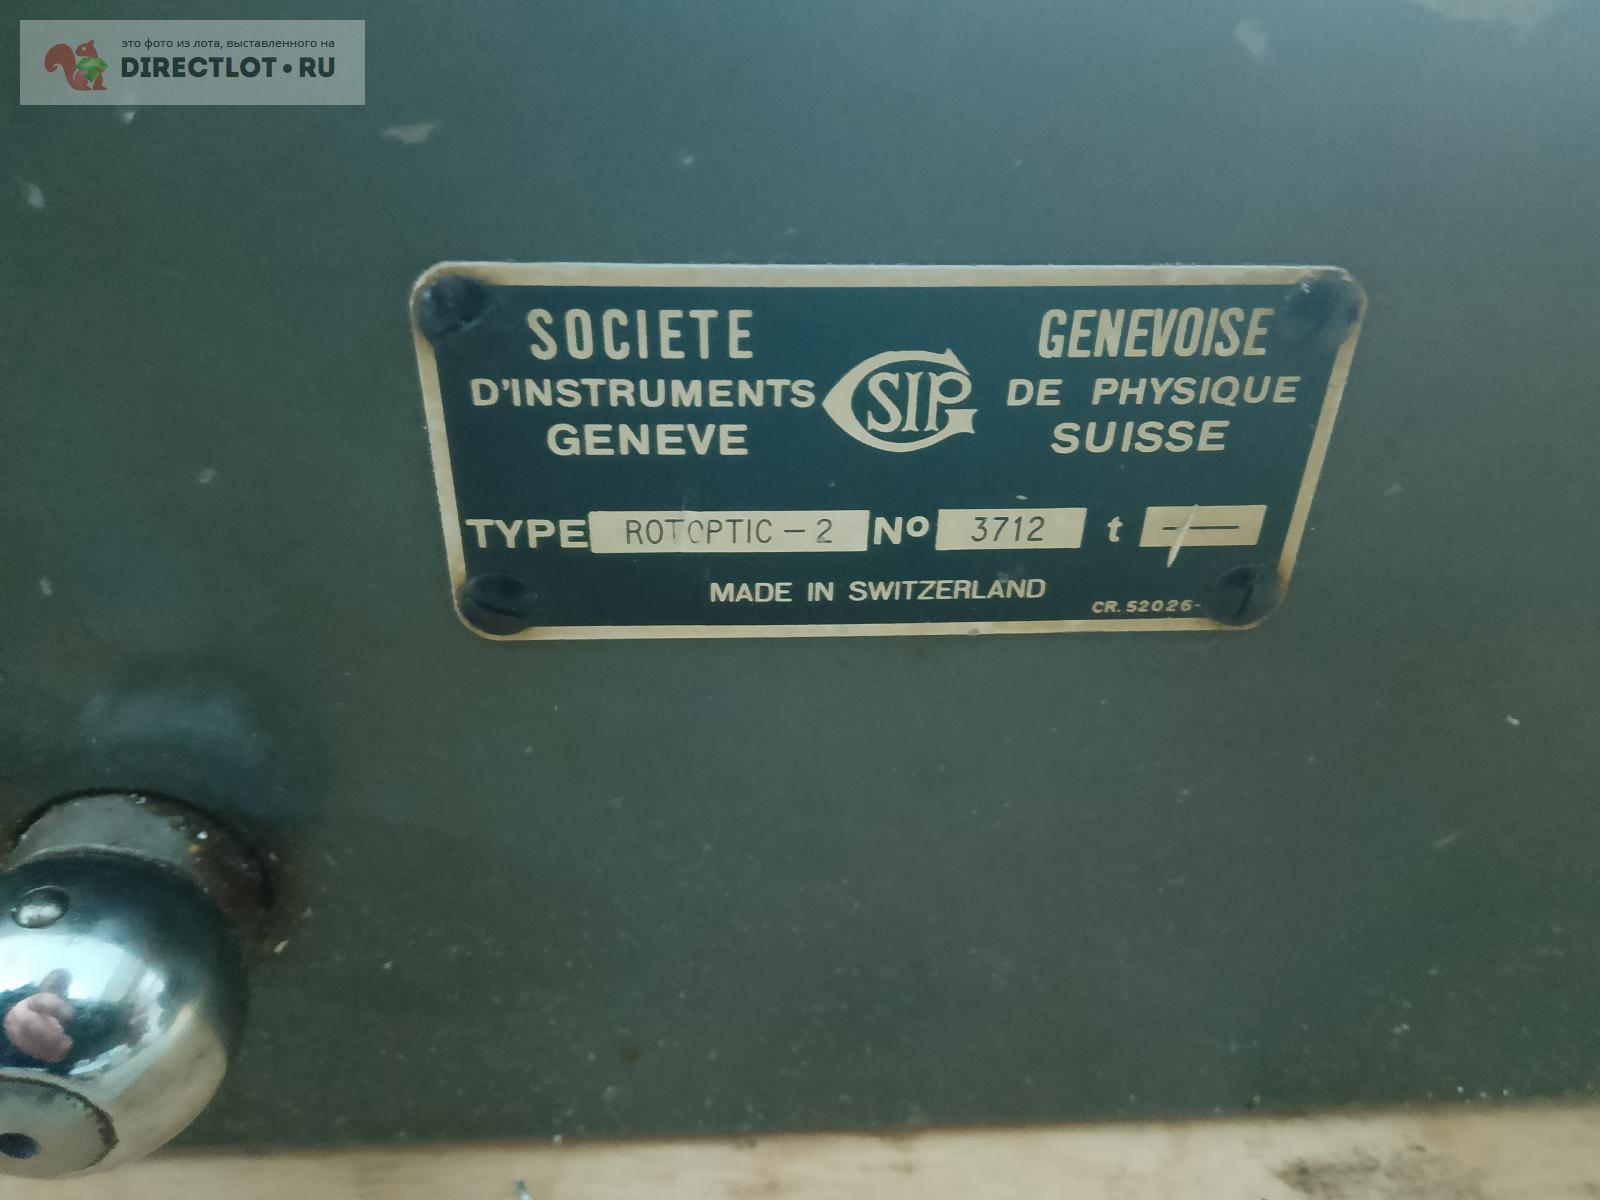 это фото из лота, выставленного на
DIRECTLOT•RU
SOCIETE GENEVOISE
D'INSTRUMENTS SIP DE PHYSIQUE
GENEVE SUISSE
TYPE ROTOPTIC-2 No 3712 t —
MADE IN SWITZERLAND
CR. 52026-